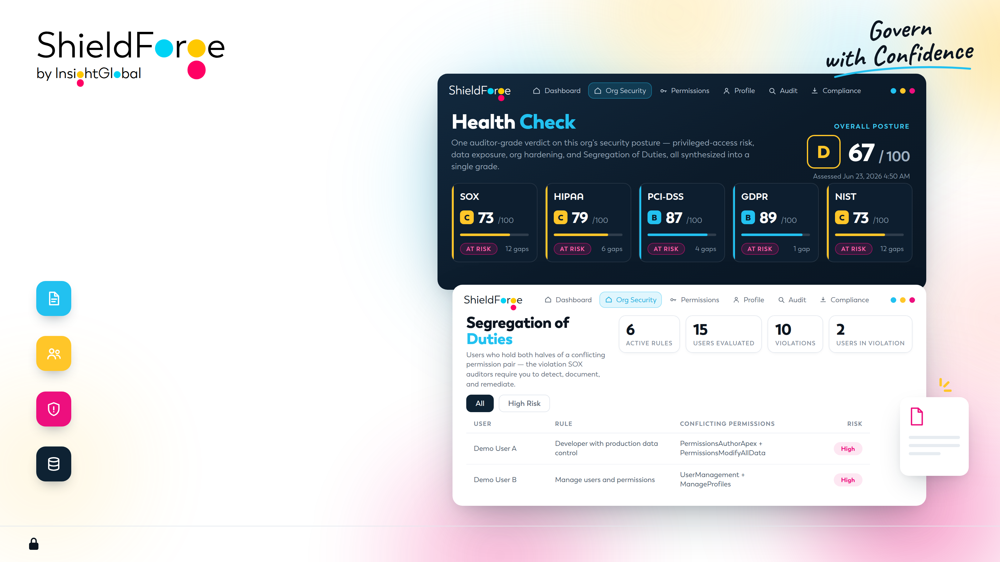 ShieldForge
by InsightGlobal
Govern
with Confidence
ShieldForge
Dashboard
Org Security
Permissions
Profile
Audit
Compliance
Health Check
One auditor-grade verdict on this org's security posture — privileged-access risk,
data exposure, org hardening, and Segregation of Duties, all synthesized into a
single grade.
OVERALL POSTURE
D 67 / 100
Assessed Jun 23, 2026 4:50 AM
SOX
C 73 /100
AT RISK 12 gaps
HIPAA
C 79 /100
AT RISK 6 gaps
PCI-DSS
B 87 /100
AT RISK 4 gaps
GDPR
B 89 /100
AT RISK 1 gap
NIST
C 73 /100
AT RISK 12 gaps
ShieldForge
Dashboard
Org Security
Permissions
Profile
Audit
Compliance
Segregation of
Duties
Users who hold both halves of a conflicting
permission pair — the violation SOX
auditors require you to detect, document,
and remediate.
6
ACTIVE RULES
15
USERS EVALUATED
10
VIOLATIONS
2
USERS IN VIOLATION
All
High Risk
USER RULE CONFLICTING PERMISSIONS RISK
Demo User A
Developer with production data
control
PermissionsAuthorApex +
PermissionsModifyAllData
High
Demo User B
Manage users and permissions
UserManagement +
ManageProfiles
High